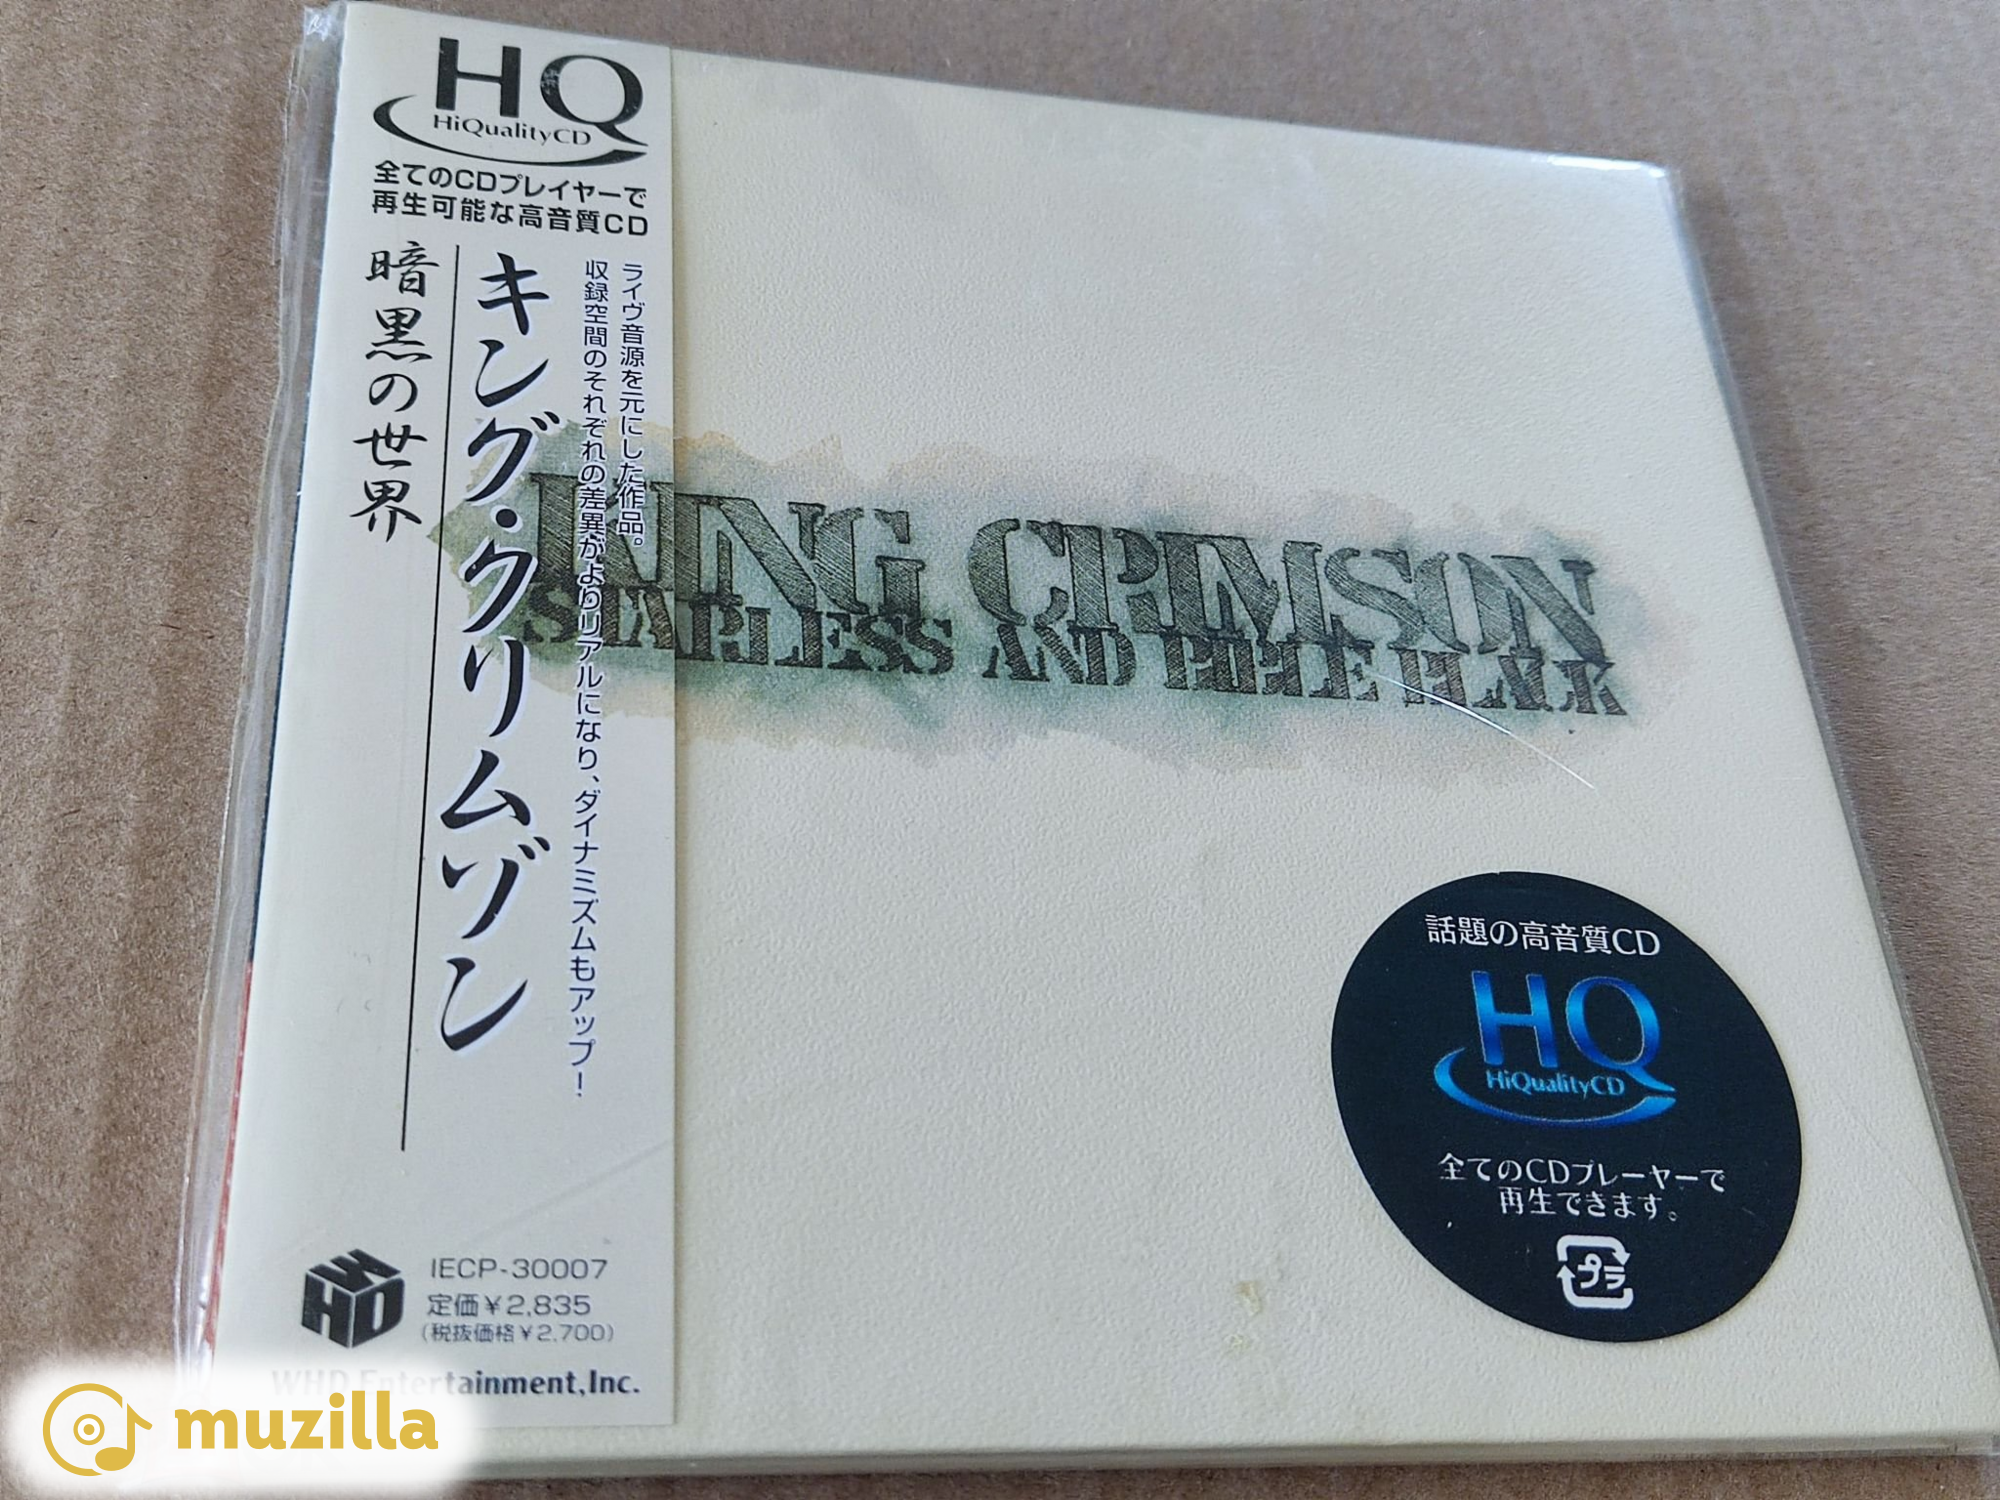 HQ
HiQualityCD
全てのCDプレイヤーで
再生可能な高音質CD
ライヴ音源を元にした作品。
収録空間のそれぞれの差異がよりリアルになり、ダイナミズムもアップ！
キング・クリムゾン
暗黒の世界
KING CRIMSON
STARLESS AND BIBLE BLACK
話題の高音質CD
HQ
HiQualityCD
全てのCDプレーヤーで
再生できます。
プラ
WHD
IECP-30007
定価￥2,835
(税抜価格￥2,700)
WHD Entertainment,Inc.
muzilla